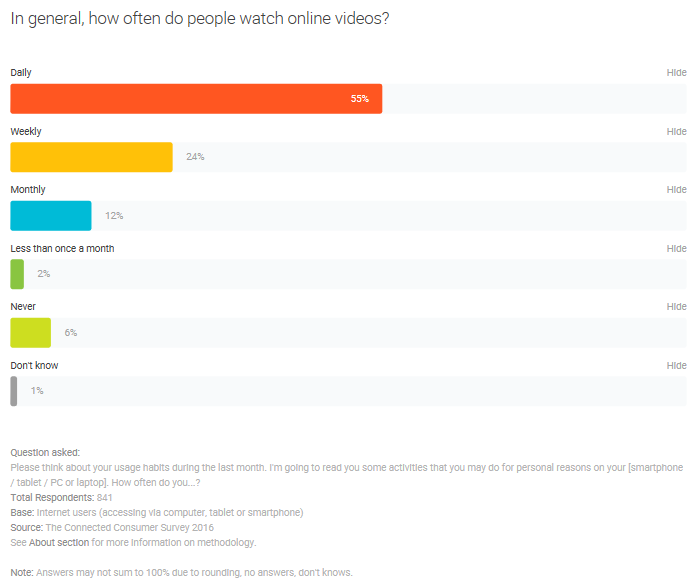 In general, how often do people watch online videos?
Daily Hide
55%
Weekly Hide
24%
Monthly Hide
12%
Less than once a month Hide
2%
Never Hide
6%
Don't know Hide
1%
Question asked:
Please think about your usage habits during the last month. I'm going to read you some activities that you may do for personal reasons on your [smartphone
/ tablet / PC or laptop]. How often do you...?
Total Respondents: 841
Base: Internet users (accessing via computer, tablet or smartphone)
Source: The Connected Consumer Survey 2016
See About section for more information on methodology.
Note: Answers may not sum to 100% due to rounding, no answers, don't knows.